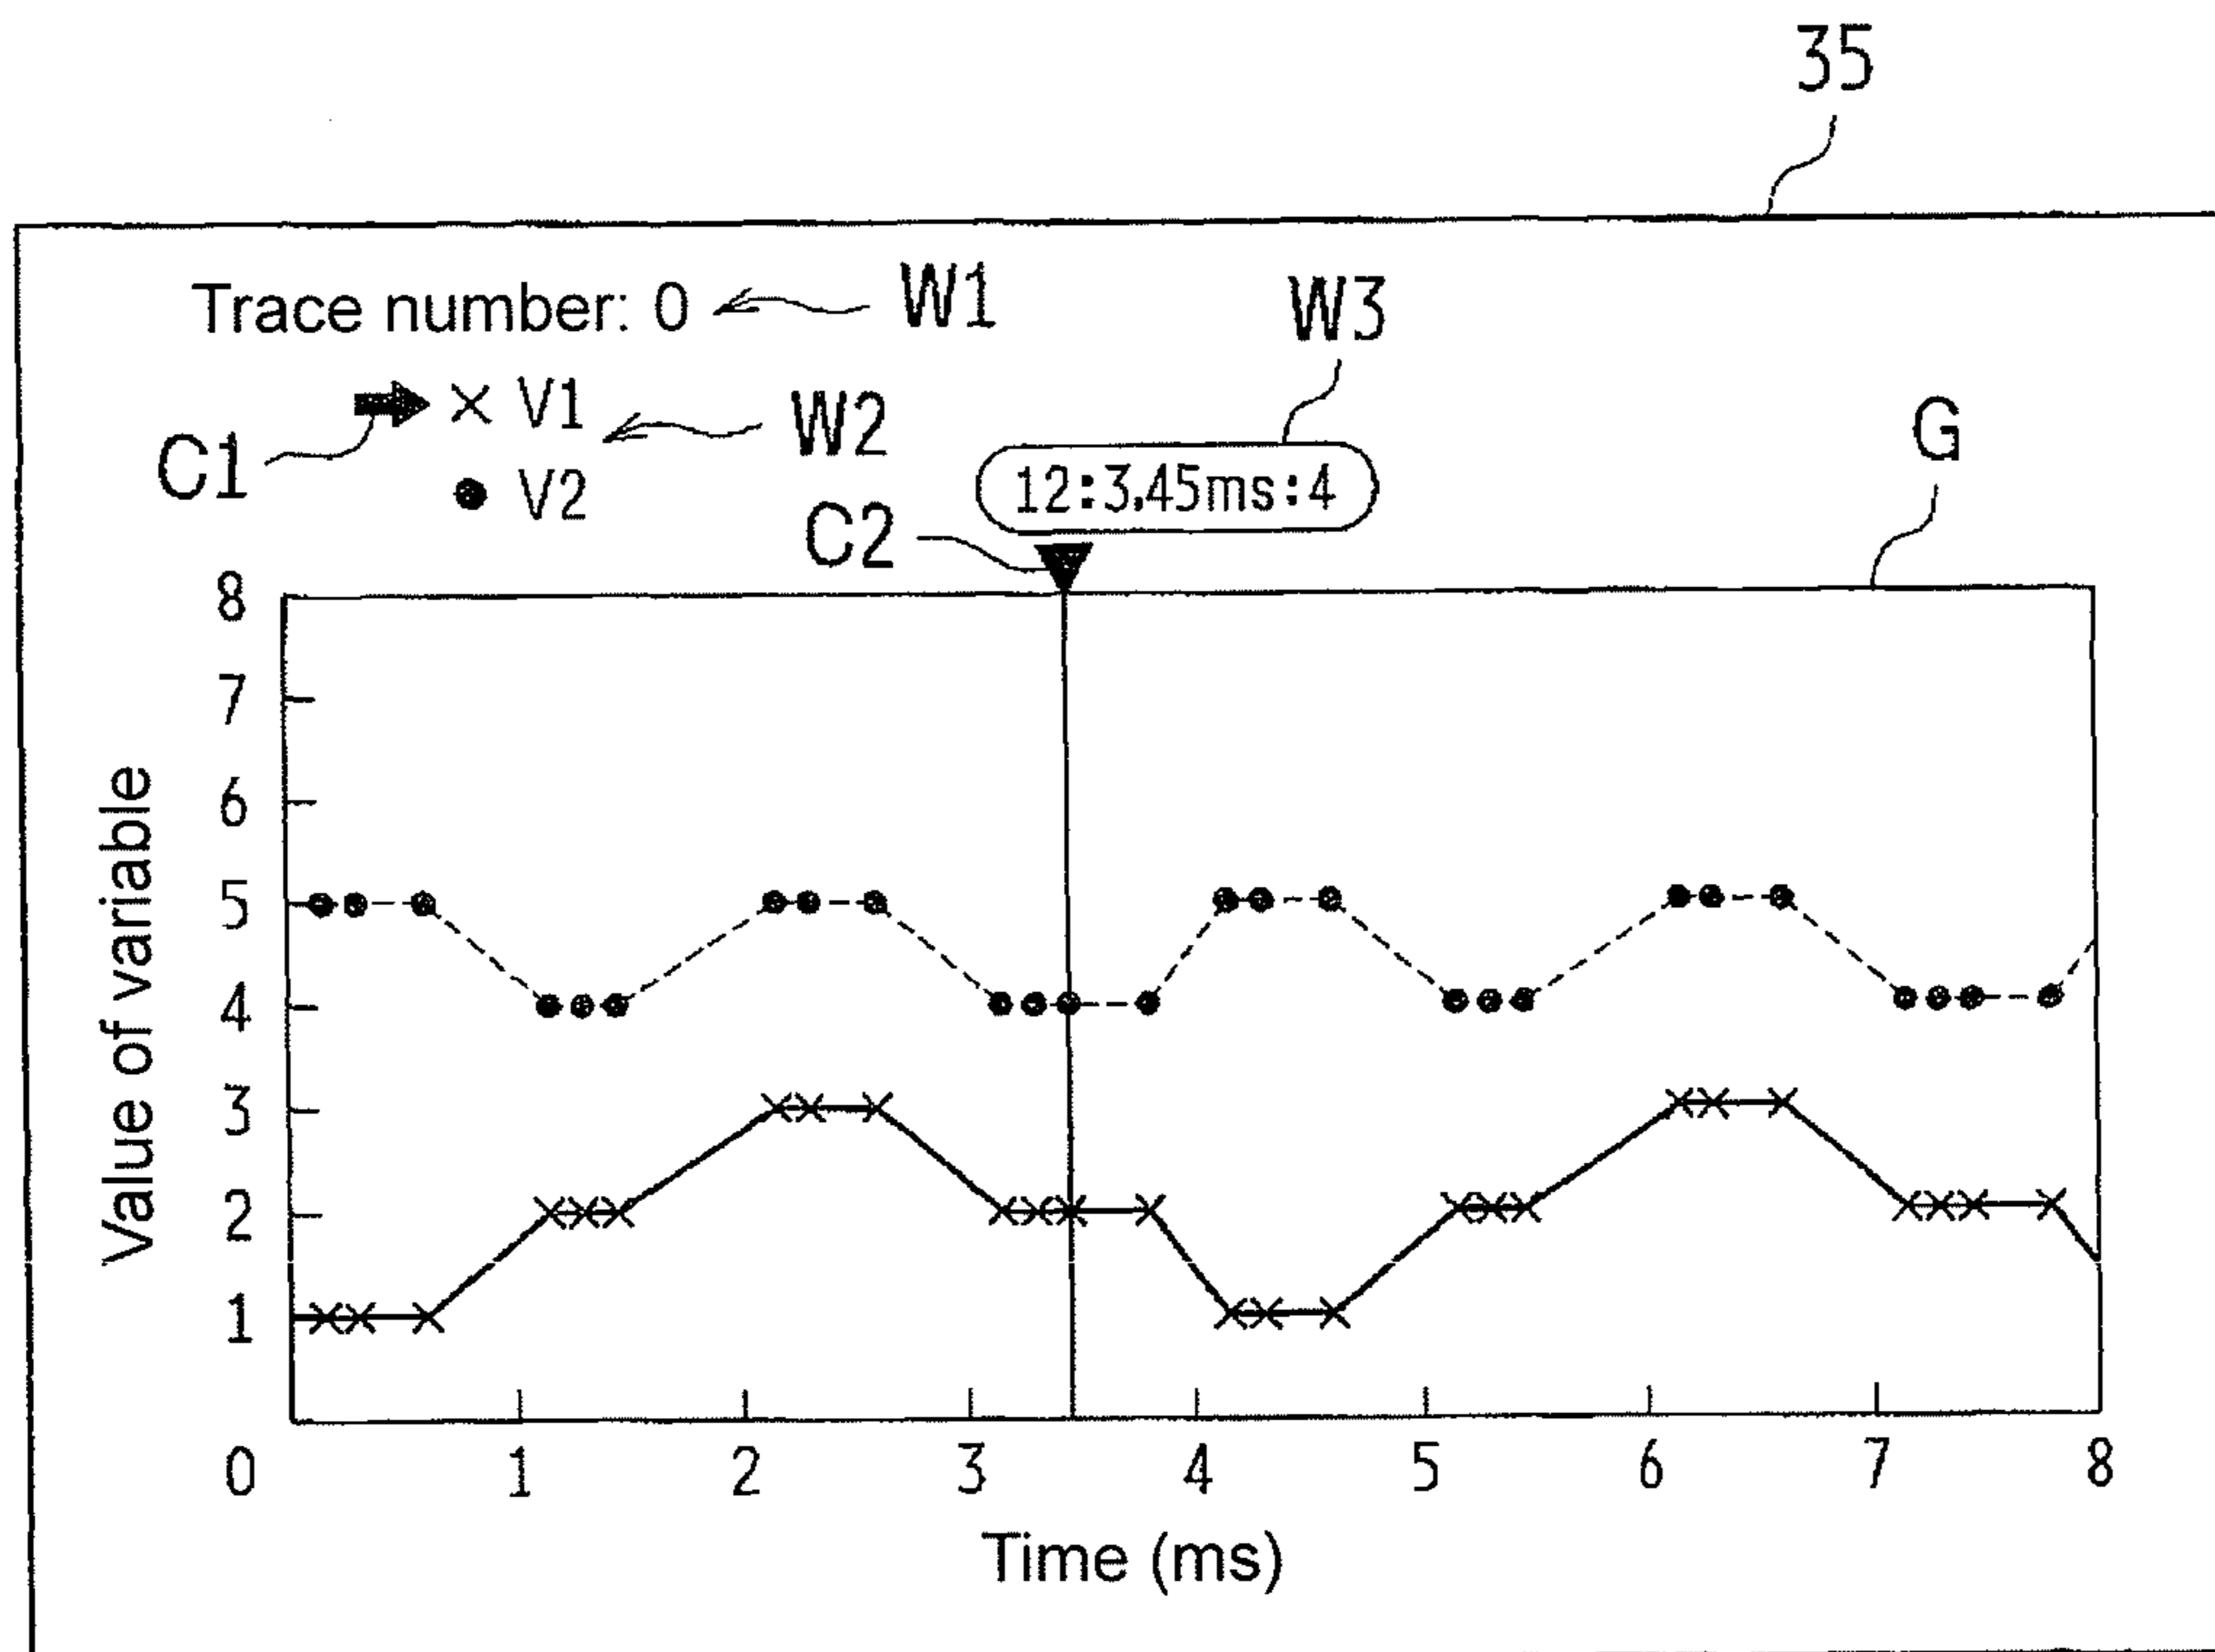 35
Trace number: 0 W1
W3
× V1
W2
G
C1
12:3.45ms:4
● V2
C2
8
7
6
5
4
3
2
1
Value of variable
0 1 2 3 4 5 6 7 8
Time (ms)